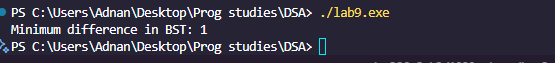 PS C:\Users\Adnan\Desktop\Prog studies\DSA> ./lab9.exe
Minimum difference in BST: 1
PS C:\Users\Adnan\Desktop\Prog studies\DSA>